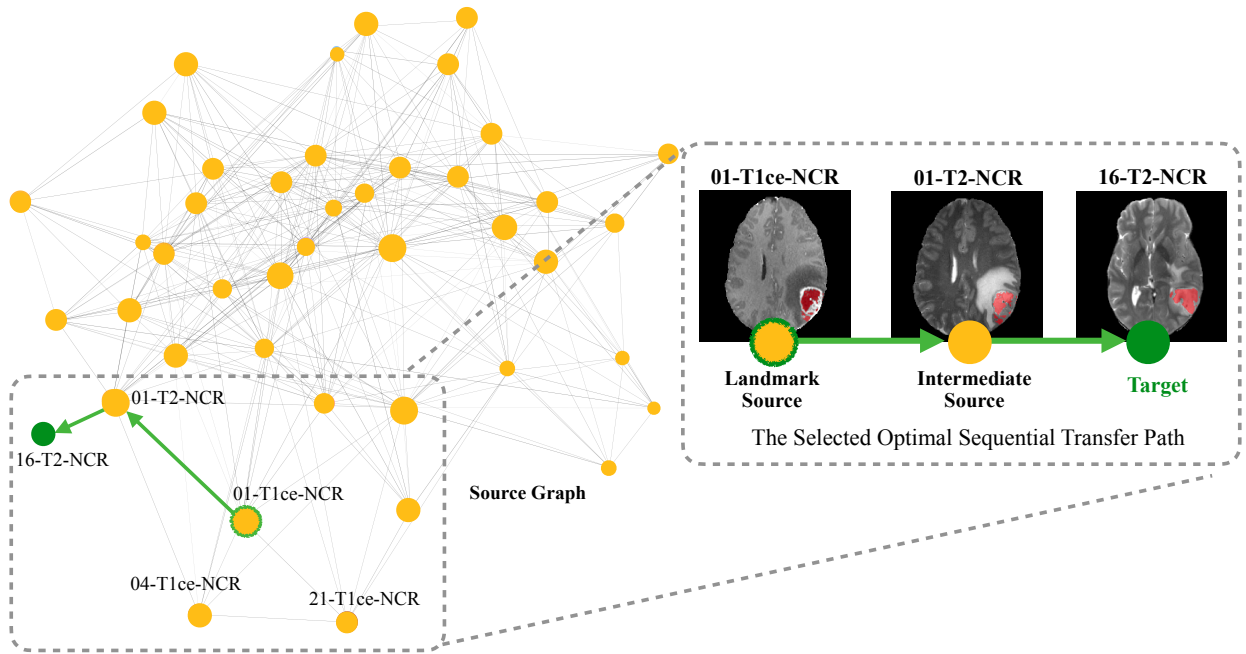 01-T1ce-NCR
01-T2-NCR
16-T2-NCR
Landmark
Source
Intermediate
Source
Target
The Selected Optimal Sequential Transfer Path
01-T2-NCR
16-T2-NCR
01-T1ce-NCR
Source Graph
04-T1ce-NCR
21-T1ce-NCR